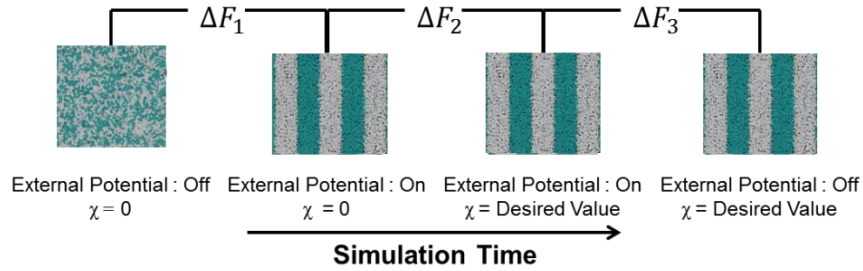 ΔF₁ ΔF₂ ΔF₃
External Potential : Off External Potential : On External Potential : On External Potential : Off
χ = 0 χ = 0 χ = Desired Value χ = Desired Value
Simulation Time